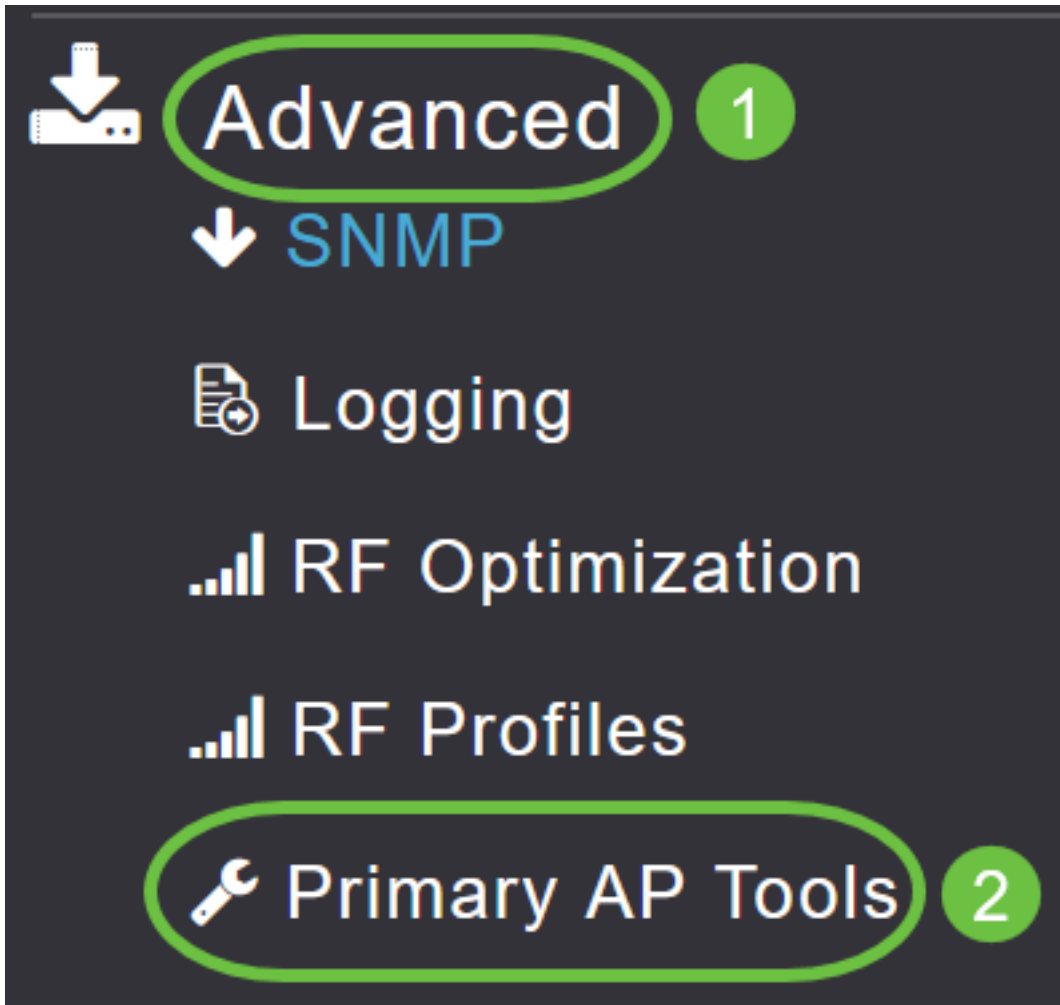 Advanced 1
SNMP
Logging
RF Optimization
RF Profiles
Primary AP Tools 2